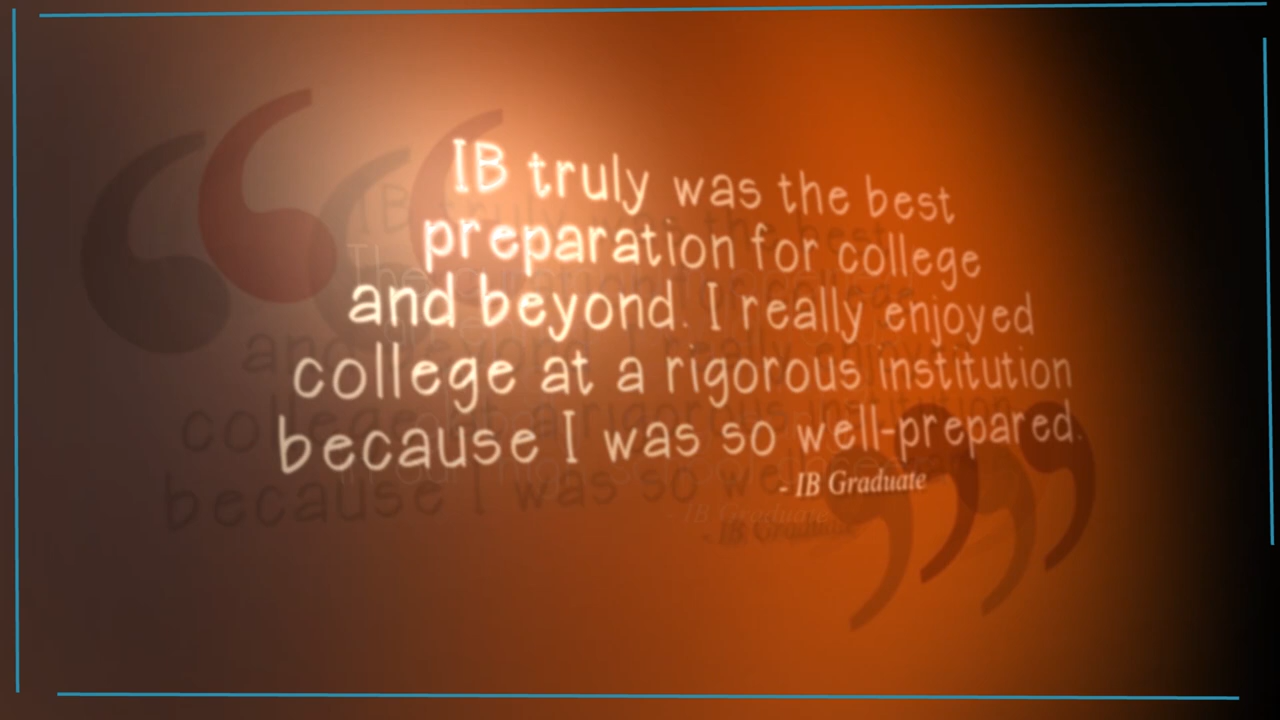 IB truly was the best
preparation for college
and beyond. I really enjoyed
college at a rigorous institution
because I was so well-prepared.
- IB Graduate